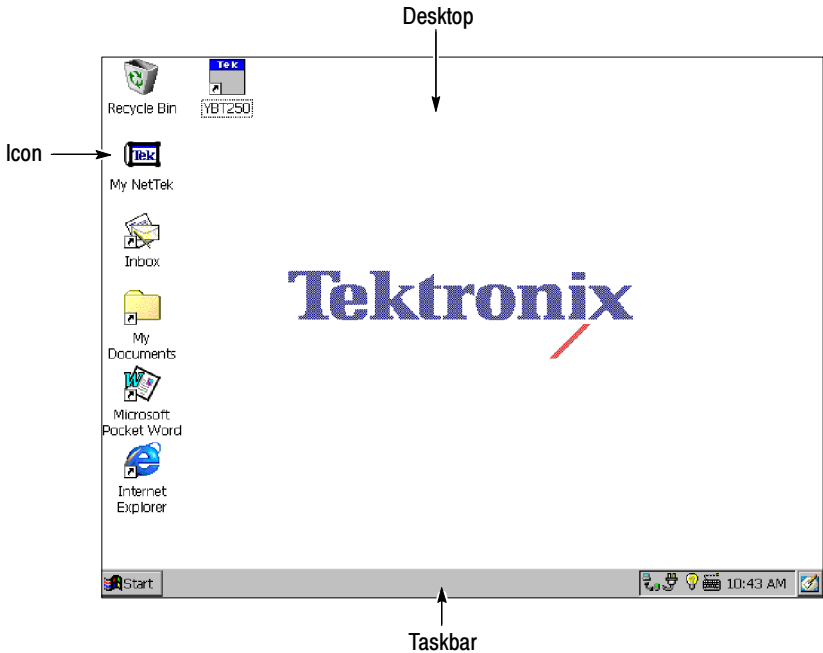 Desktop
Tek
Recycle Bin
YBT250
Icon
Tek
My NetTek
Inbox
Tektronix
My
Documents
W
Microsoft
Pocket Word
Internet
Explorer
Start
10:43 AM
Taskbar